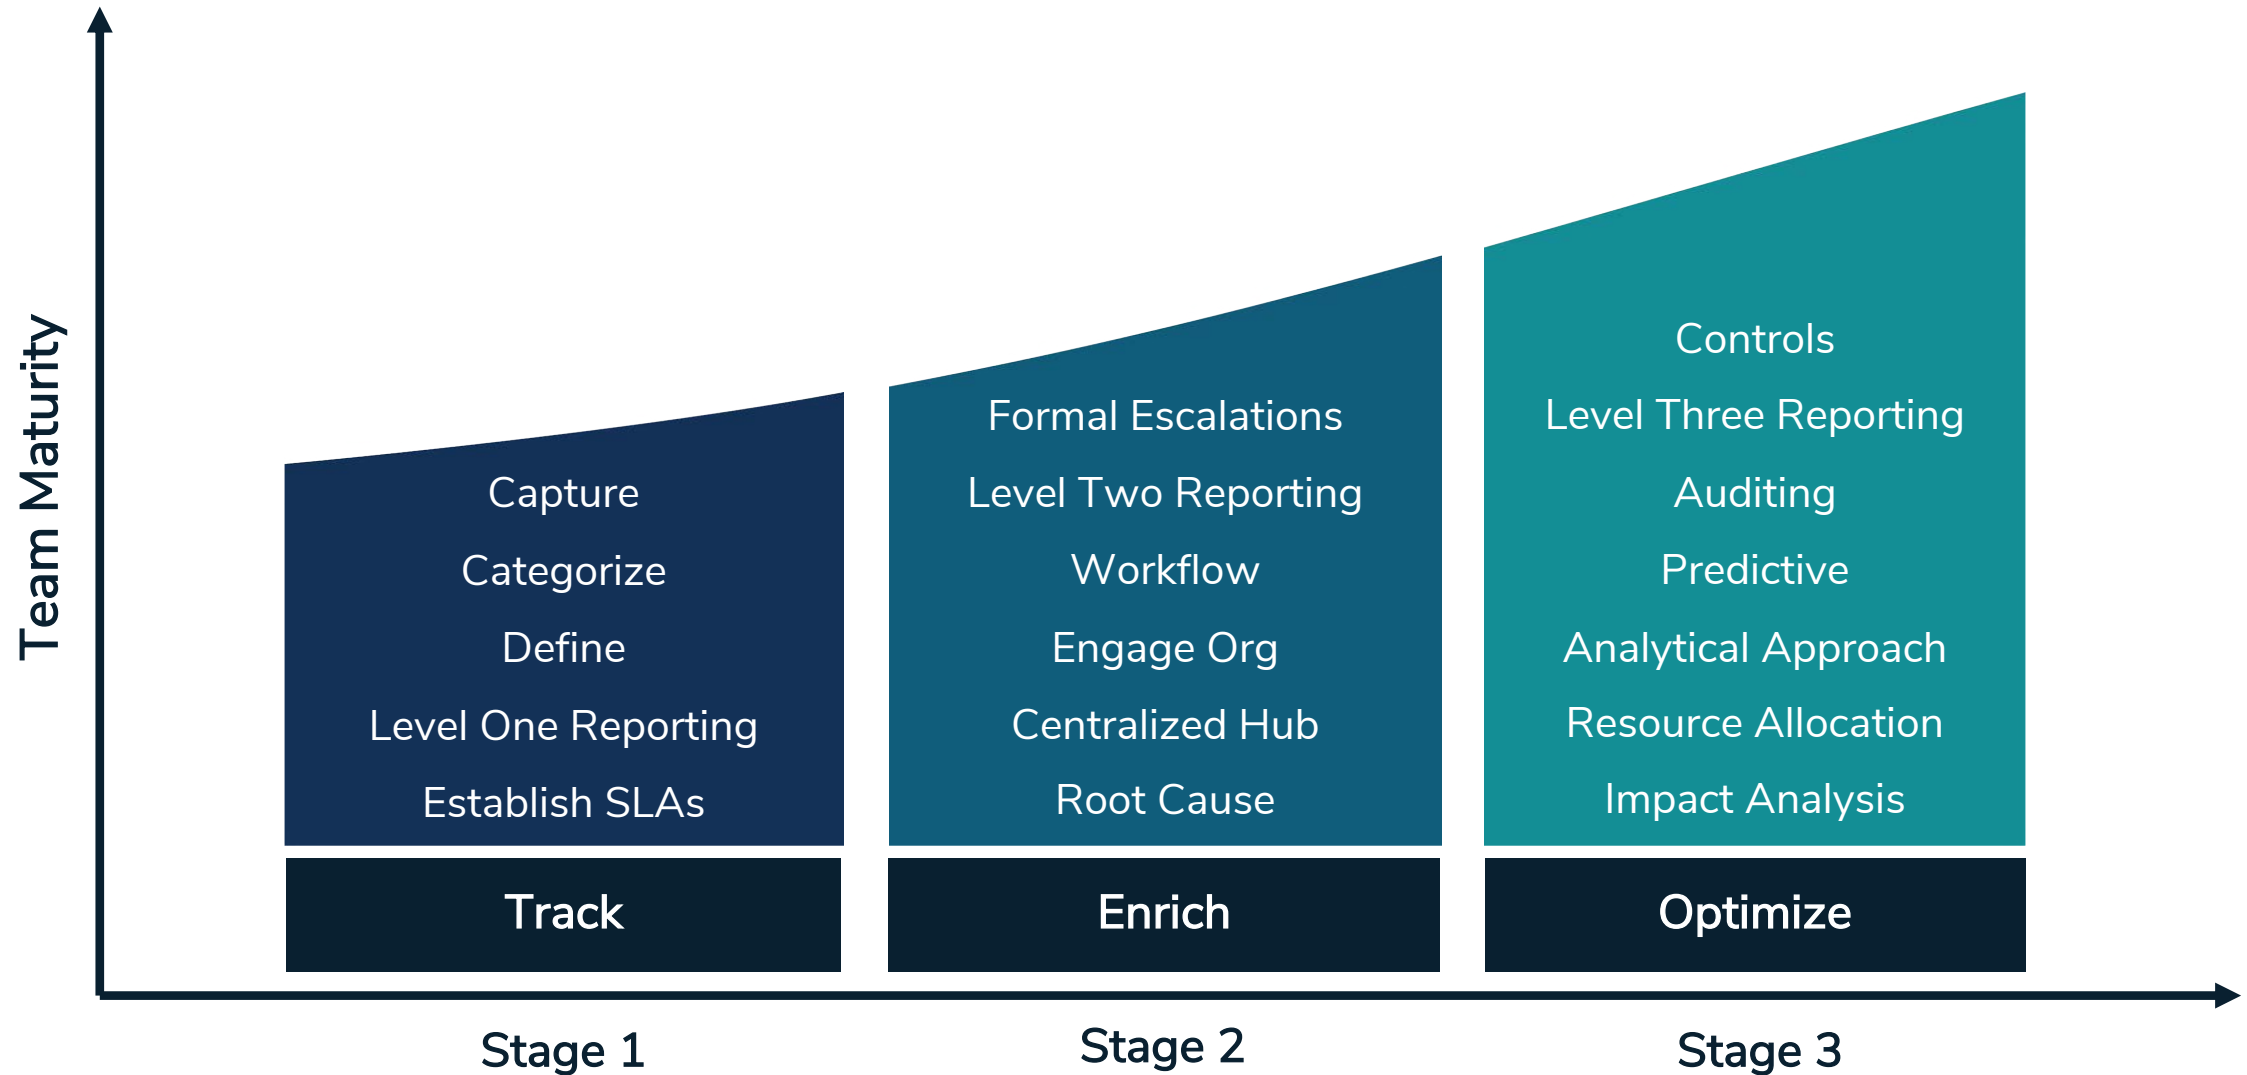 Team Maturity
Capture
Categorize
Define
Level One Reporting
Establish SLAs
Track
Stage 1
Formal Escalations
Level Two Reporting
Workflow
Engage Org
Centralized Hub
Root Cause
Enrich
Stage 2
Controls
Level Three Reporting
Auditing
Predictive
Analytical Approach
Resource Allocation
Impact Analysis
Optimize
Stage 3